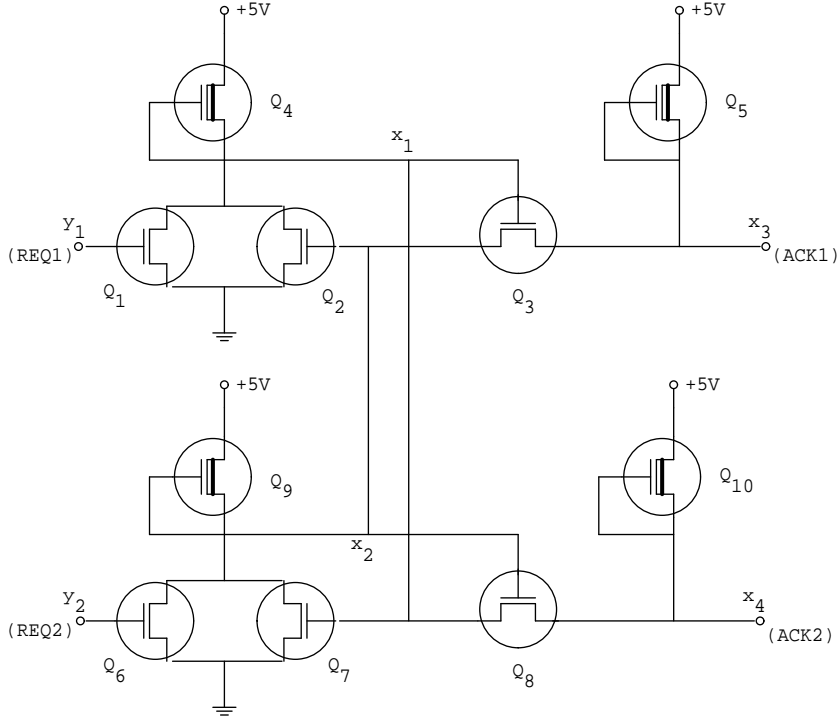 +5V
+5V
Q4
Q5
x1
y1
x3
(REQ1)
(ACK1)
Q1
Q2
Q3
+5V
+5V
Q9
Q10
x2
y2
x4
(REQ2)
(ACK2)
Q6
Q7
Q8